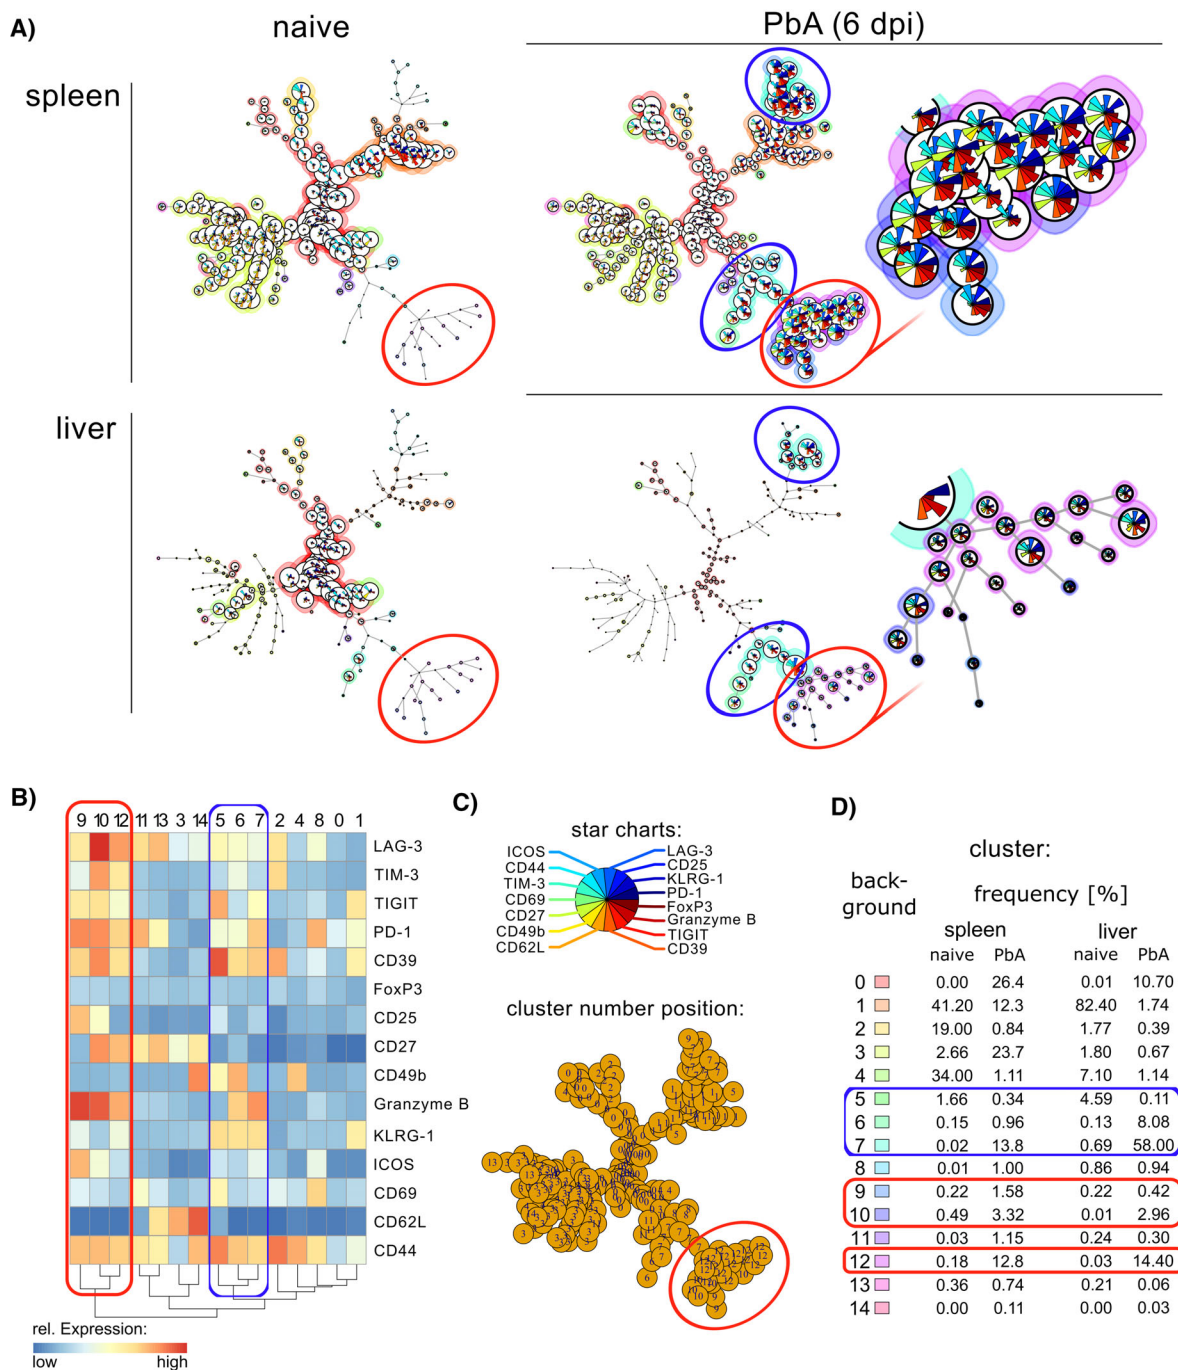 A)
naive
PbA (6 dpi)
spleen
liver
B)
9 10 12 11 13 3 14 5 6 7 2 4 8 0 1
LAG-3
TIM-3
TIGIT
PD-1
CD39
FoxP3
CD25
CD27
CD49b
Granzyme B
KLRG-1
ICOS
CD69
CD62L
CD44
rel. Expression:
low high
C)
star charts:
ICOS
CD44
TIM-3
CD69
CD27
CD49b
CD62L
LAG-3
CD25
KLRG-1
PD-1
FoxP3
Granzyme B
TIGIT
CD39
cluster number position:
D)
cluster:
back-
ground
frequency [%]
spleen liver
naive PbA naive PbA
0 0.00 26.4 0.01 10.70
1 41.20 12.3 82.40 1.74
2 19.00 0.84 1.77 0.39
3 2.66 23.7 1.80 0.67
4 34.00 1.11 7.10 1.14
5 1.66 0.34 4.59 0.11
6 0.15 0.96 0.13 8.08
7 0.02 13.8 0.69 58.00
8 0.01 1.00 0.86 0.94
9 0.22 1.58 0.22 0.42
10 0.49 3.32 0.01 2.96
11 0.03 1.15 0.24 0.30
12 0.18 12.8 0.03 14.40
13 0.36 0.74 0.21 0.06
14 0.00 0.11 0.00 0.03